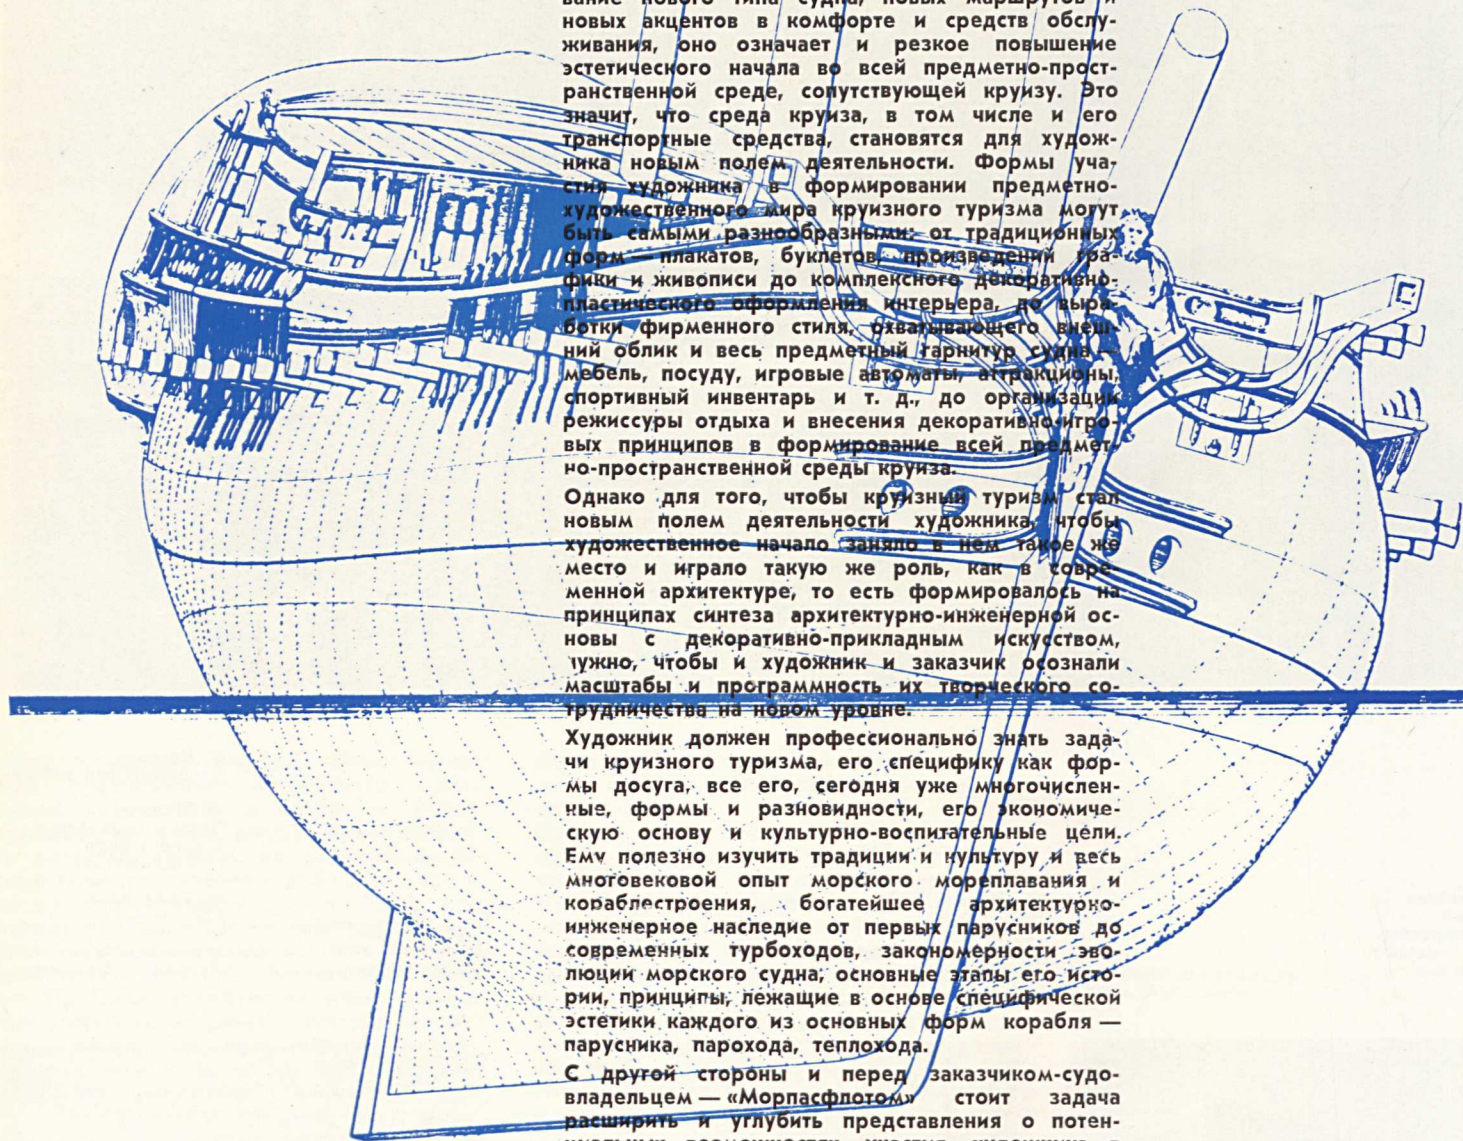 вание нового типа судна, новых маршрутов и
новых акцентов в комфорте и средств обслу-
живания, оно означает и резкое повышение
эстетического начала во всей предметно-прост-
ранственной среде, сопутствующей круизу. Это
значит, что среда круиза, в том числе и его
транспортные средства, становятся для худож-
ника новым полем деятельности. Формы уча-
стия художника в формировании предметно-
художественного мира круизного туризма могут
быть самыми разнообразными: от традиционных
форм — плакатов, буклетов, произведений гра-
фики и живописи до комплексного декоративно-
пластического оформления интерьера, до выра-
ботки фирменного стиля, охватывающего внеш-
ний облик и весь предметный гарнитур судна —
мебель, посуду, игровые автоматы, аттракционы,
спортивный инвентарь и т. д., до организации
режиссуры отдыха и внесения декоративно-игро-
вых принципов в формирование всей предмет-
но-пространственной среды круиза.
Однако для того, чтобы круизный туризм стал
новым полем деятельности художника, чтобы
художественное начало заняло в нем такое же
место и играло такую же роль, как в совре-
менной архитектуре, то есть формировалось на
принципах синтеза архитектурно-инженерной ос-
новы с декоративно-прикладным искусством,
нужно, чтобы и художник и заказчик осознали
масштабы и программность их творческого со-
трудничества на новом уровне.
Художник должен профессионально знать зада-
чи круизного туризма, его специфику как фор-
мы досуга, все его, сегодня уже многочислен-
ные, формы и разновидности, его экономиче-
скую основу и культурно-воспитательные цели.
Ему полезно изучить традиции и культуру и весь
многовековой опыт морского мореплавания и
кораблестроения, богатейшее архитектурно-
инженерное наследие от первых парусников до
современных турбоходов, закономерности эво-
люции морского судна, основные этапы его исто-
рии, принципы, лежащие в основе специфической
эстетики каждого из основных форм корабля —
парусника, парохода, теплохода.
С другой стороны и перед заказчиком-судо-
владельцем — «Морпасфлотом» стоит задача
расширить и углубить представления о потен-